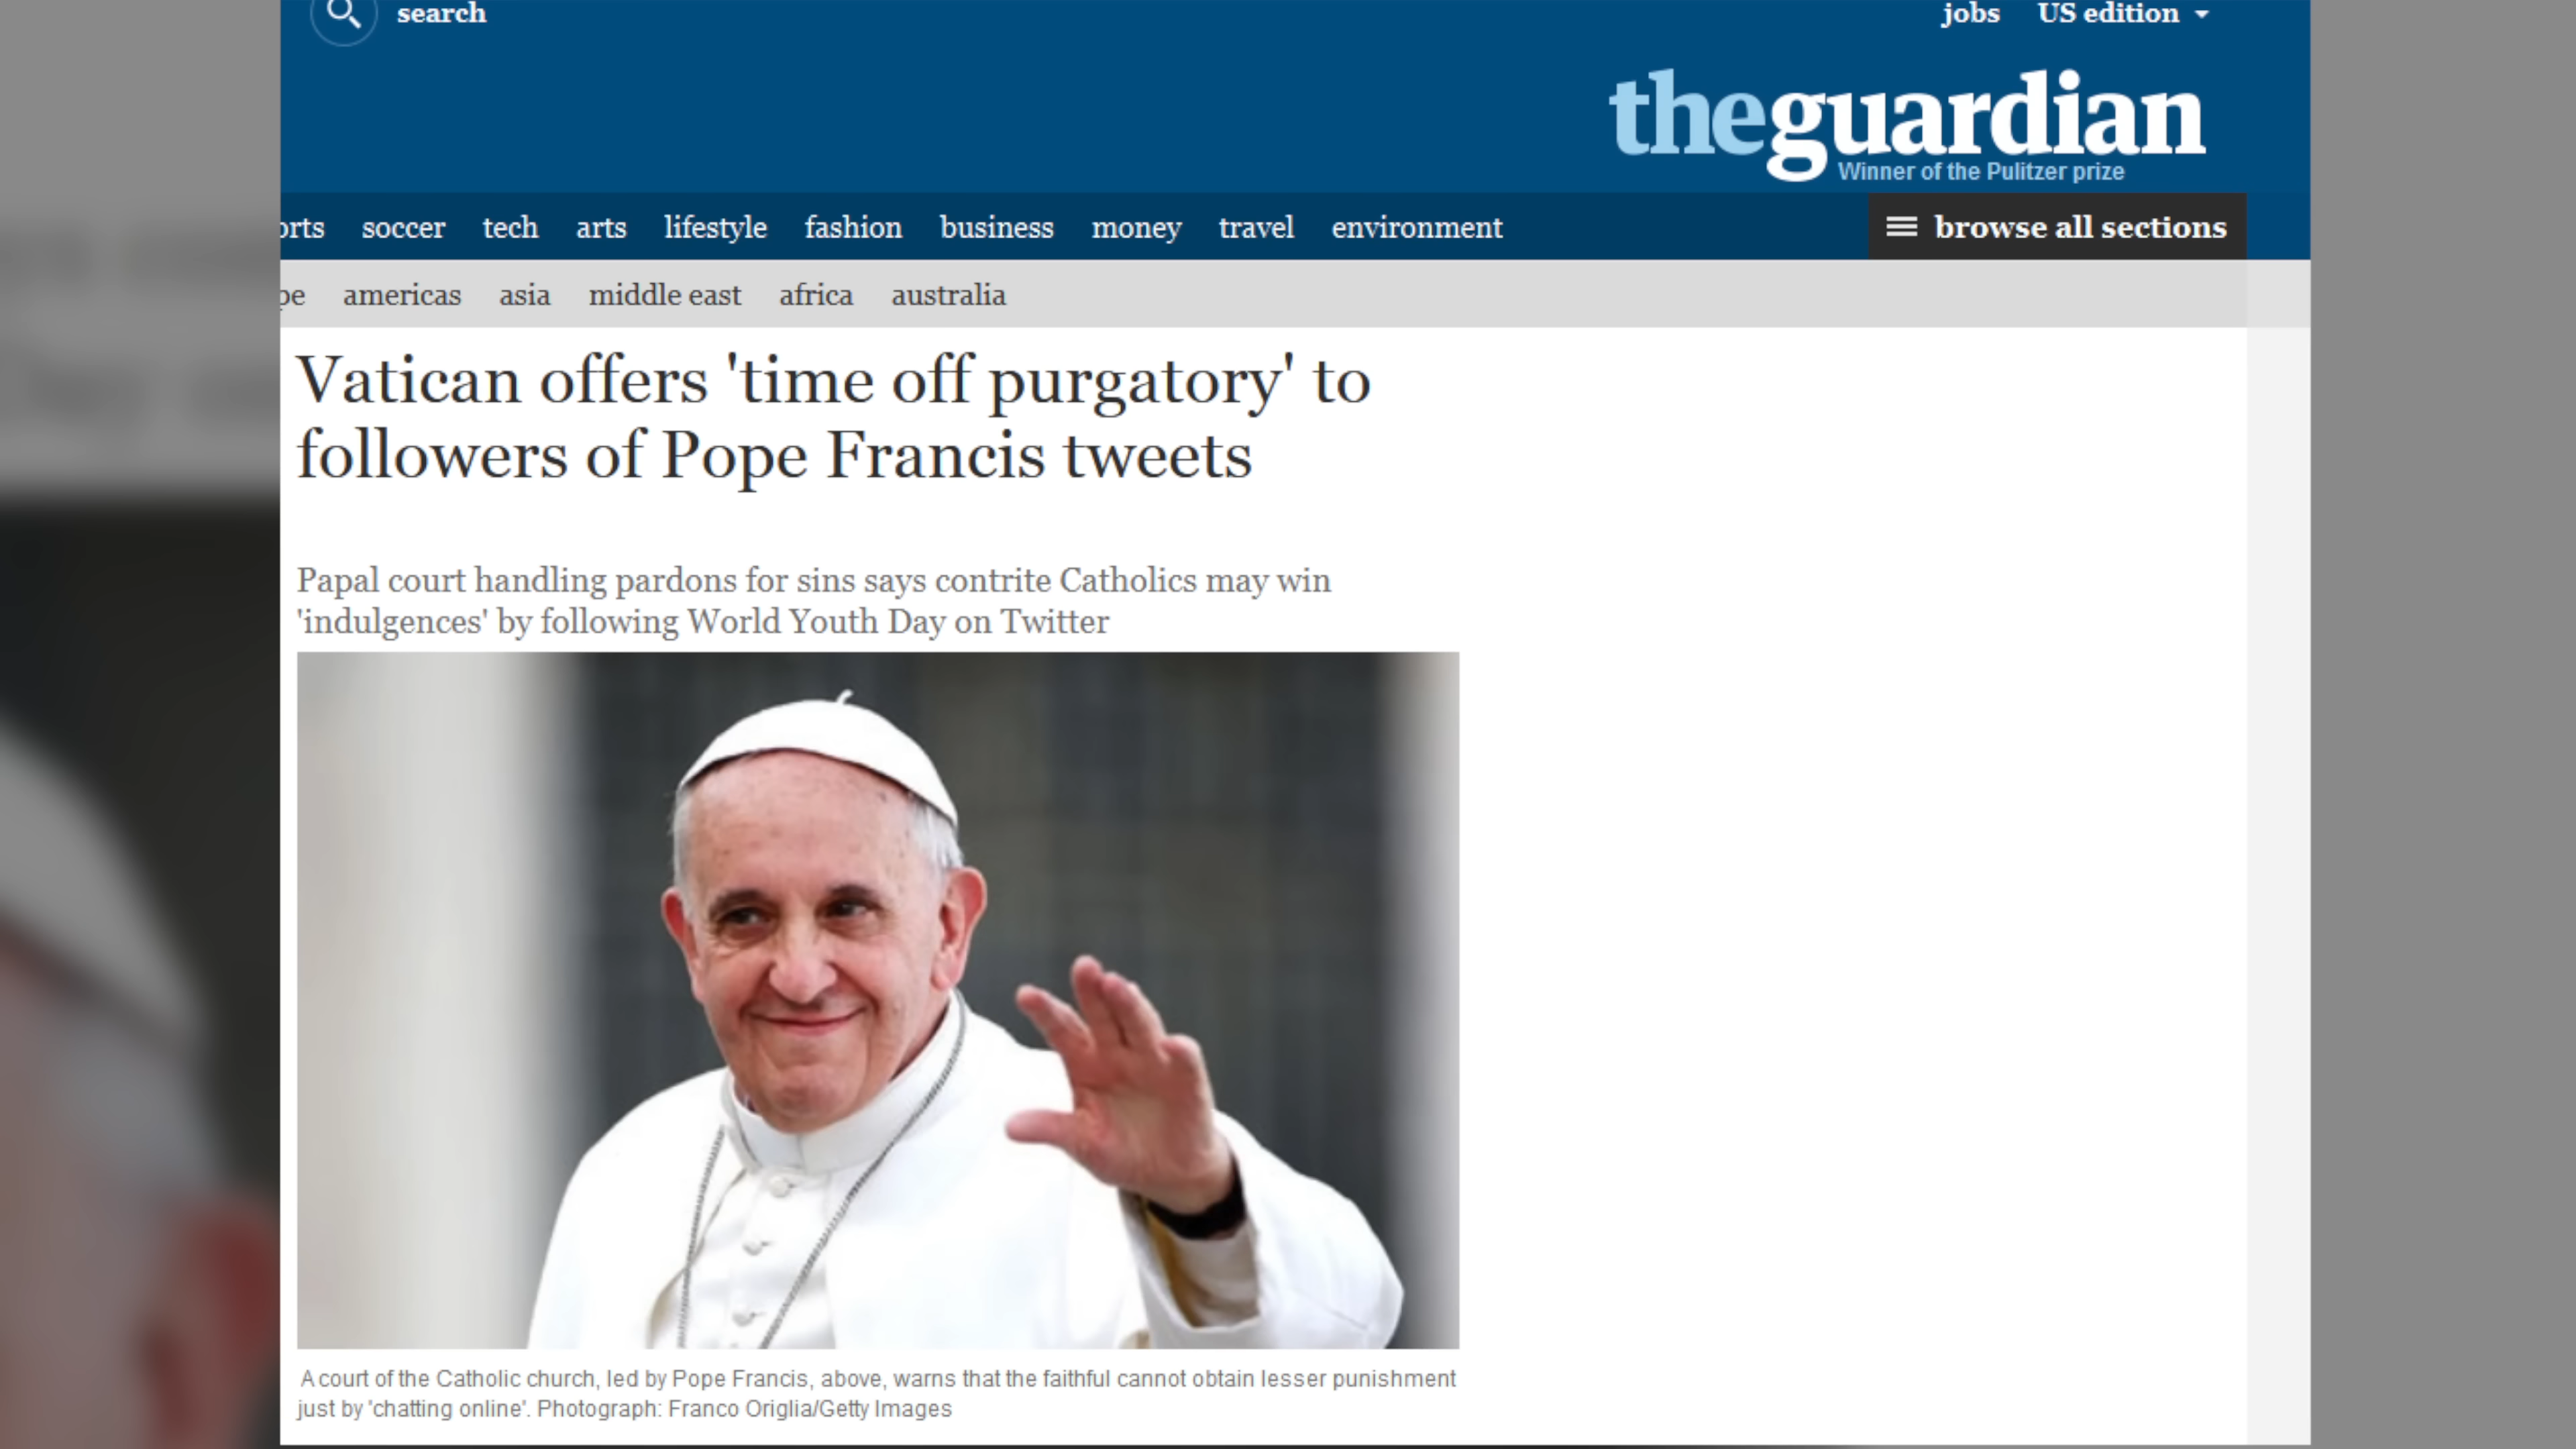 search
jobs US edition
theguardian
Winner of the Pulitzer prize
orts soccer tech arts lifestyle fashion business money travel environment
browse all sections
pe americas asia middle east africa australia
Vatican offers 'time off purgatory' to
followers of Pope Francis tweets
Papal court handling pardons for sins says contrite Catholics may win
'indulgences' by following World Youth Day on Twitter
A court of the Catholic church, led by Pope Francis, above, warns that the faithful cannot obtain lesser punishment
just by 'chatting online'. Photograph: Franco Origlia/Getty Images